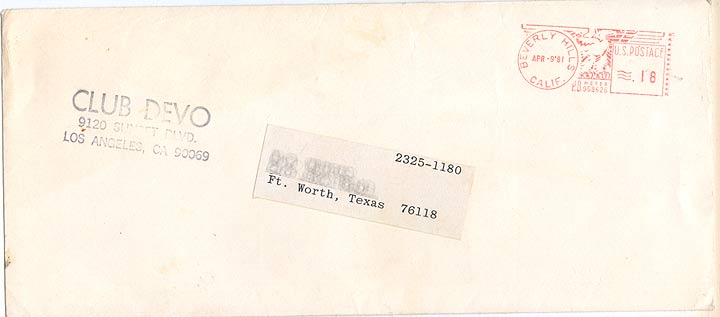 CLUB DEVO
9120 SUNSET BLVD.
LOS ANGELES, CA 90069
BEVERLY HILLS
APR -9'81
CALIF.
U.S. POSTAGE
.18
METER
2325-1180
Ft. Worth, Texas 76118